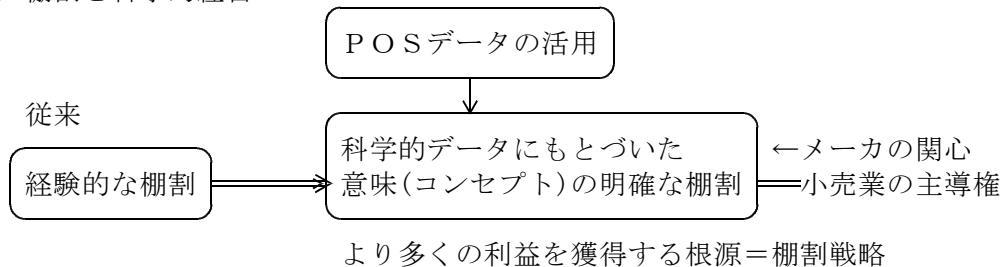 POSデータの活用
従来
経験的な棚割
科学的データにもとづいた
意味(コンセプト)の明確な棚割
←メーカの関心
小売業の主導権
より多くの利益を獲得する根源=棚割戦略